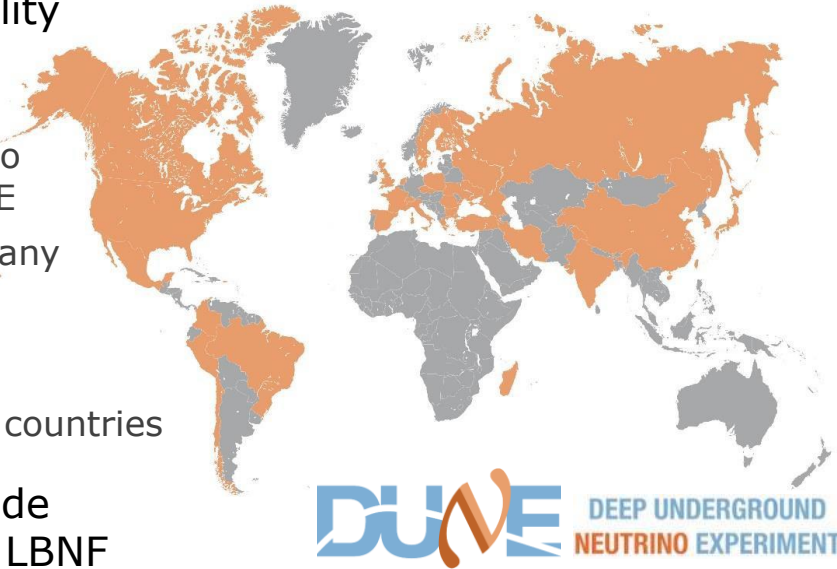 lity
o
E
any
countries
de
LBNF
DUNE
DEEP UNDERGROUND
NEUTRINO EXPERIMENT